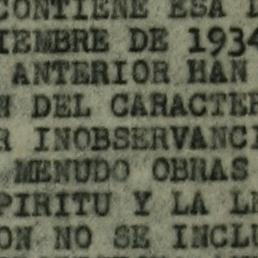 CONTIENE ESA D
IEMBRE DE 1934
ANTERIOR HAN
DEL CARACTER
R INOBSERVANCI
MENUDO OBRAS
PIRITU Y LA L
ON NO SE INCLU